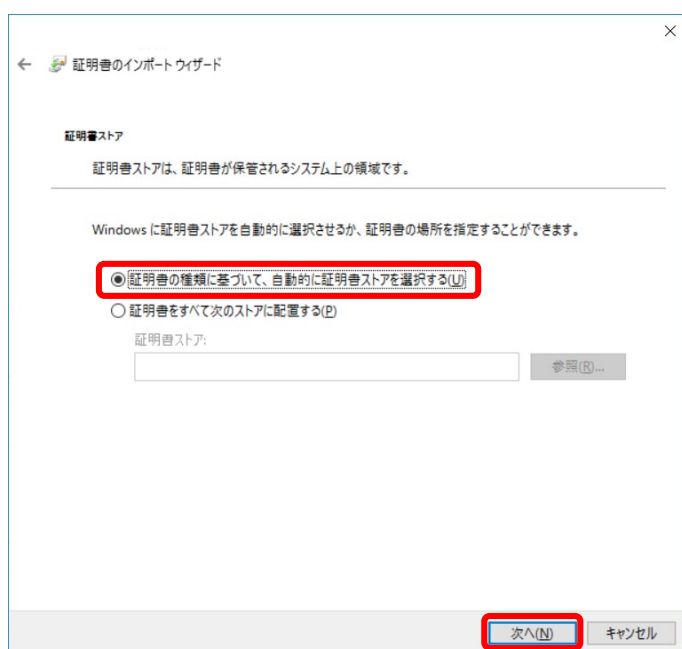 証明書のインポート ウィザード
証明書ストア
証明書ストアは、証明書が保管されるシステム上の領域です。
Windows に証明書ストアを自動的に選択させるか、証明書の場所を指定することができます。
証明書の種類に基づいて、自動的に証明書ストアを選択する(U)
証明書をすべて次のストアに配置する(P)
証明書ストア:
参照(R)...
次へ(N) キャンセル